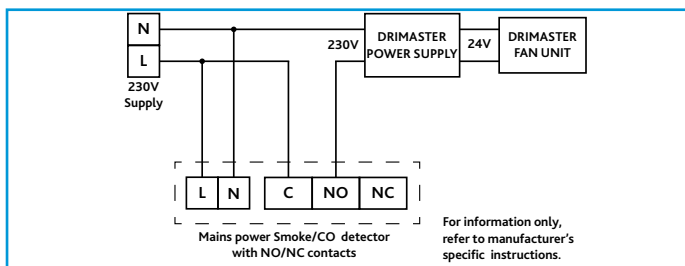 N
L
230V
Supply
230V
DRIMASTER
POWER SUPPLY
24V
DRIMASTER
FAN UNIT
L
N
C
NO
NC
Mains power Smoke/CO detector
with NO/NC contacts
For information only,
refer to manufacturer's
specific instructions.